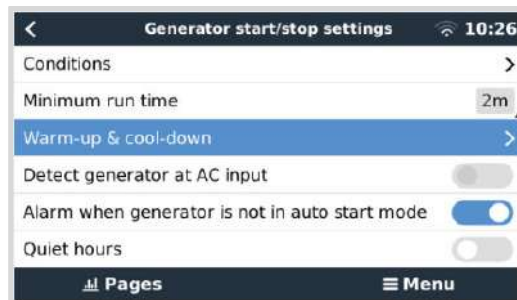 Generator start/stop settings 10:26
Conditions
Minimum run time 2m
Warm-up & cool-down
Detect generator at AC input
Alarm when generator is not in auto start mode
Quiet hours
Pages Menu